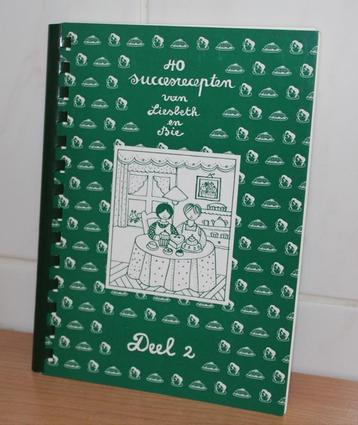 40
succesrecepten
van
Liesbeth
en
Bie
Deel 2